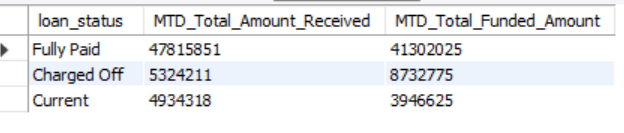 loan_status MTD_Total_Amount_Received MTD_Total_Funded_Amount
Fully Paid 47815851 41302025
Charged Off 5324211 8732775
Current 4934318 3946625